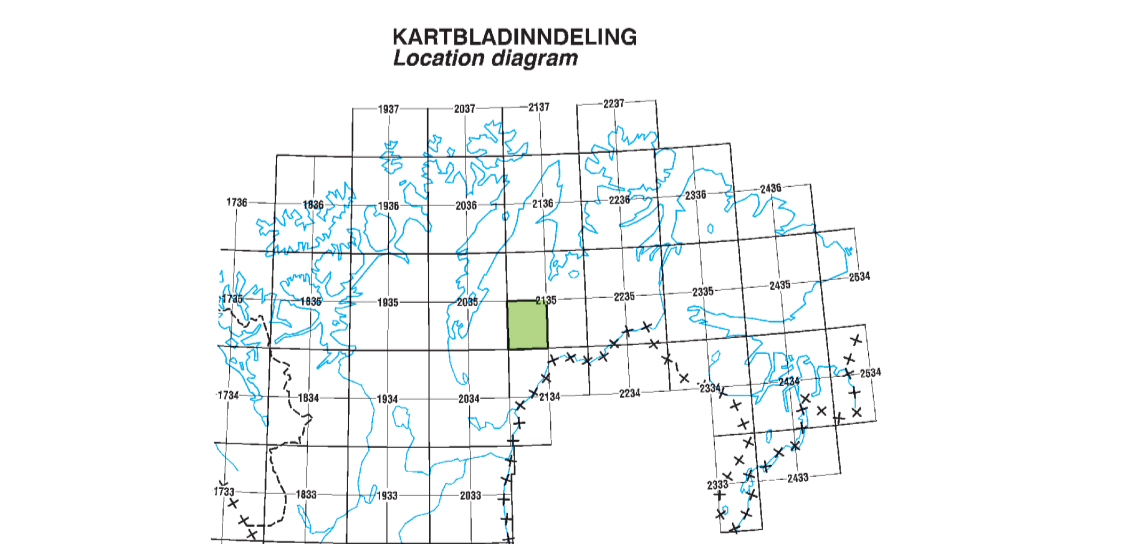 KARTBLADINNDELING
Location diagram
1937 2037 2137 2237
1736 1836 1936 2036 2136 2236 2336 2436
1735 1835 1935 2035 2135 2235 2335 2435 2534
1734 1834 1934 2034 2134 2234 2334 2434 2534
1733 1833 1933 2033 2333 2433